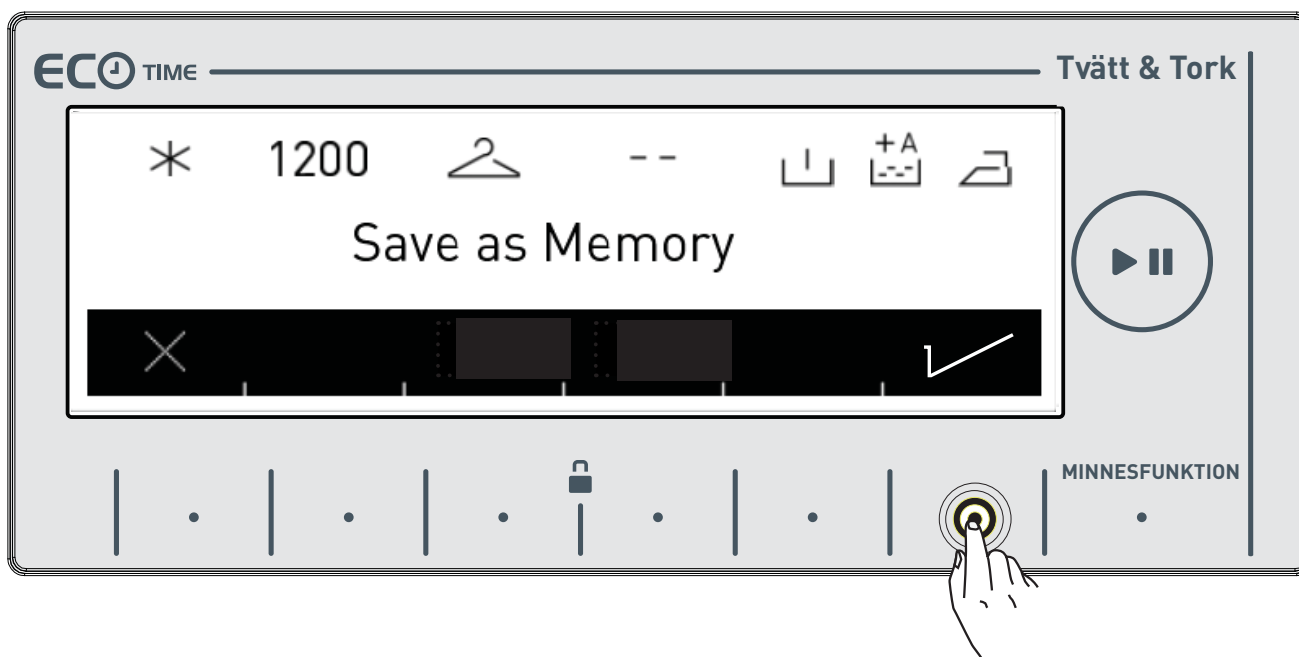 ECO TIME
Tvätt & Tork
1200 -- +A
Save as Memory
MINNESFUNKTION